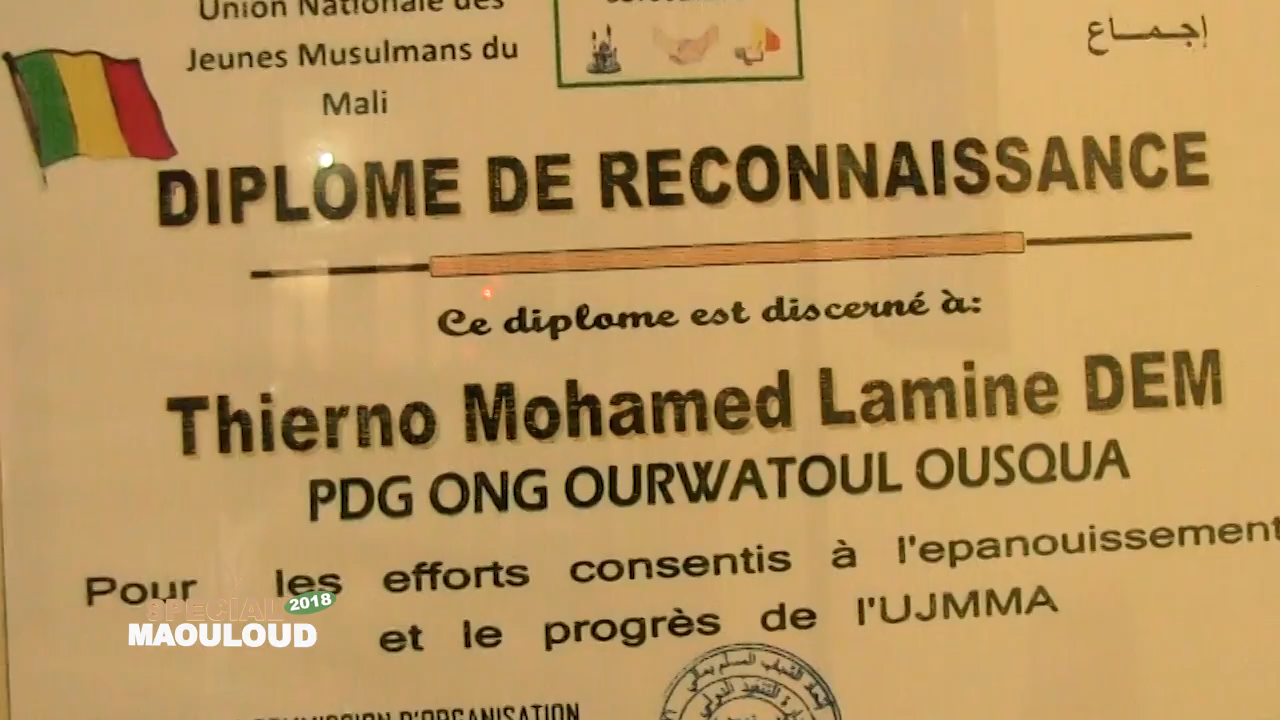 Union Nationale des
Jeunes Musulmans du
Mali
إجماع
DIPLOME DE RECONNAISSANCE
Ce diplome est discerné à:
Thierno Mohamed Lamine DEM
PDG ONG OURWATOUL OUSQUA
Pour les efforts consentis à l'epanouissement
et le progrès de l'UJMMA
SPECIAL 2018
MAOULOUD
D'ORGANISATION